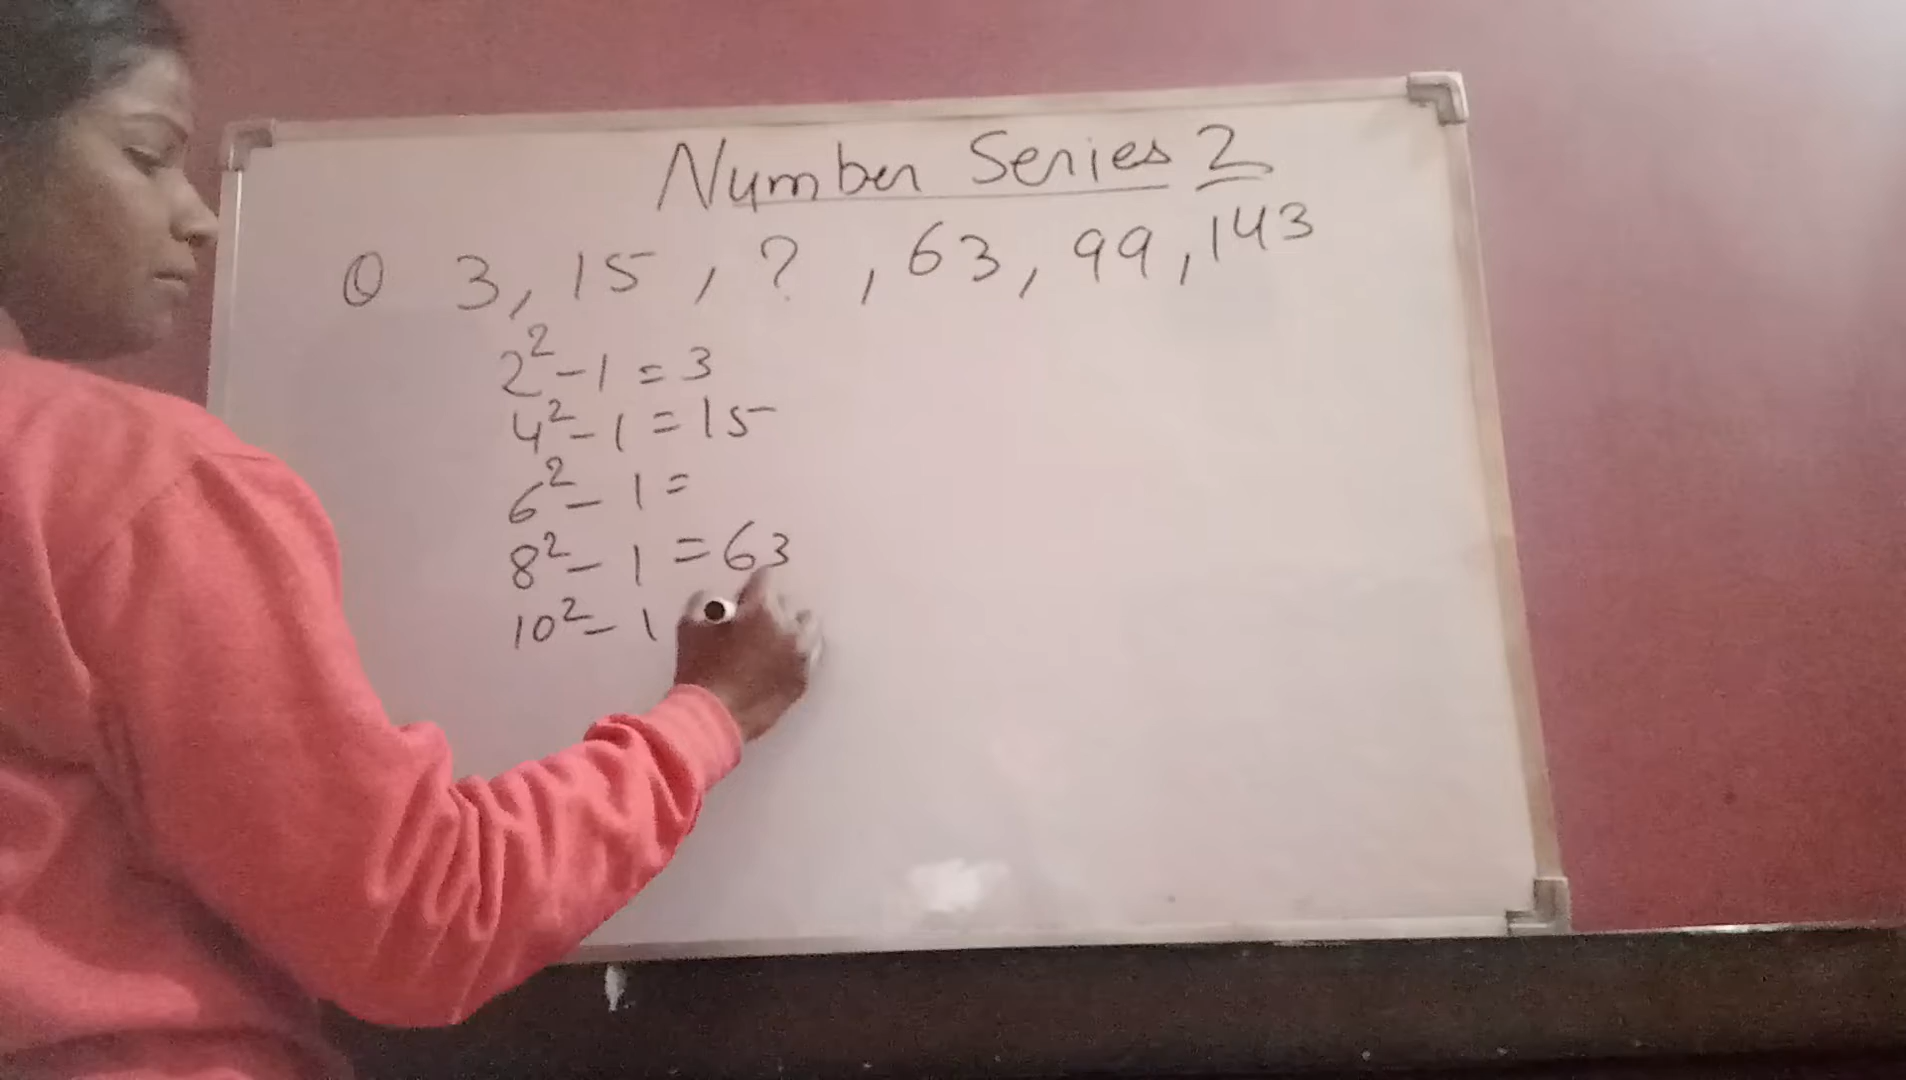 Number Series 2
Q 3, 15, ?, 63, 99, 143
2²-1=3
4²-1=15
6²-1=
8²-1=63
10²-1